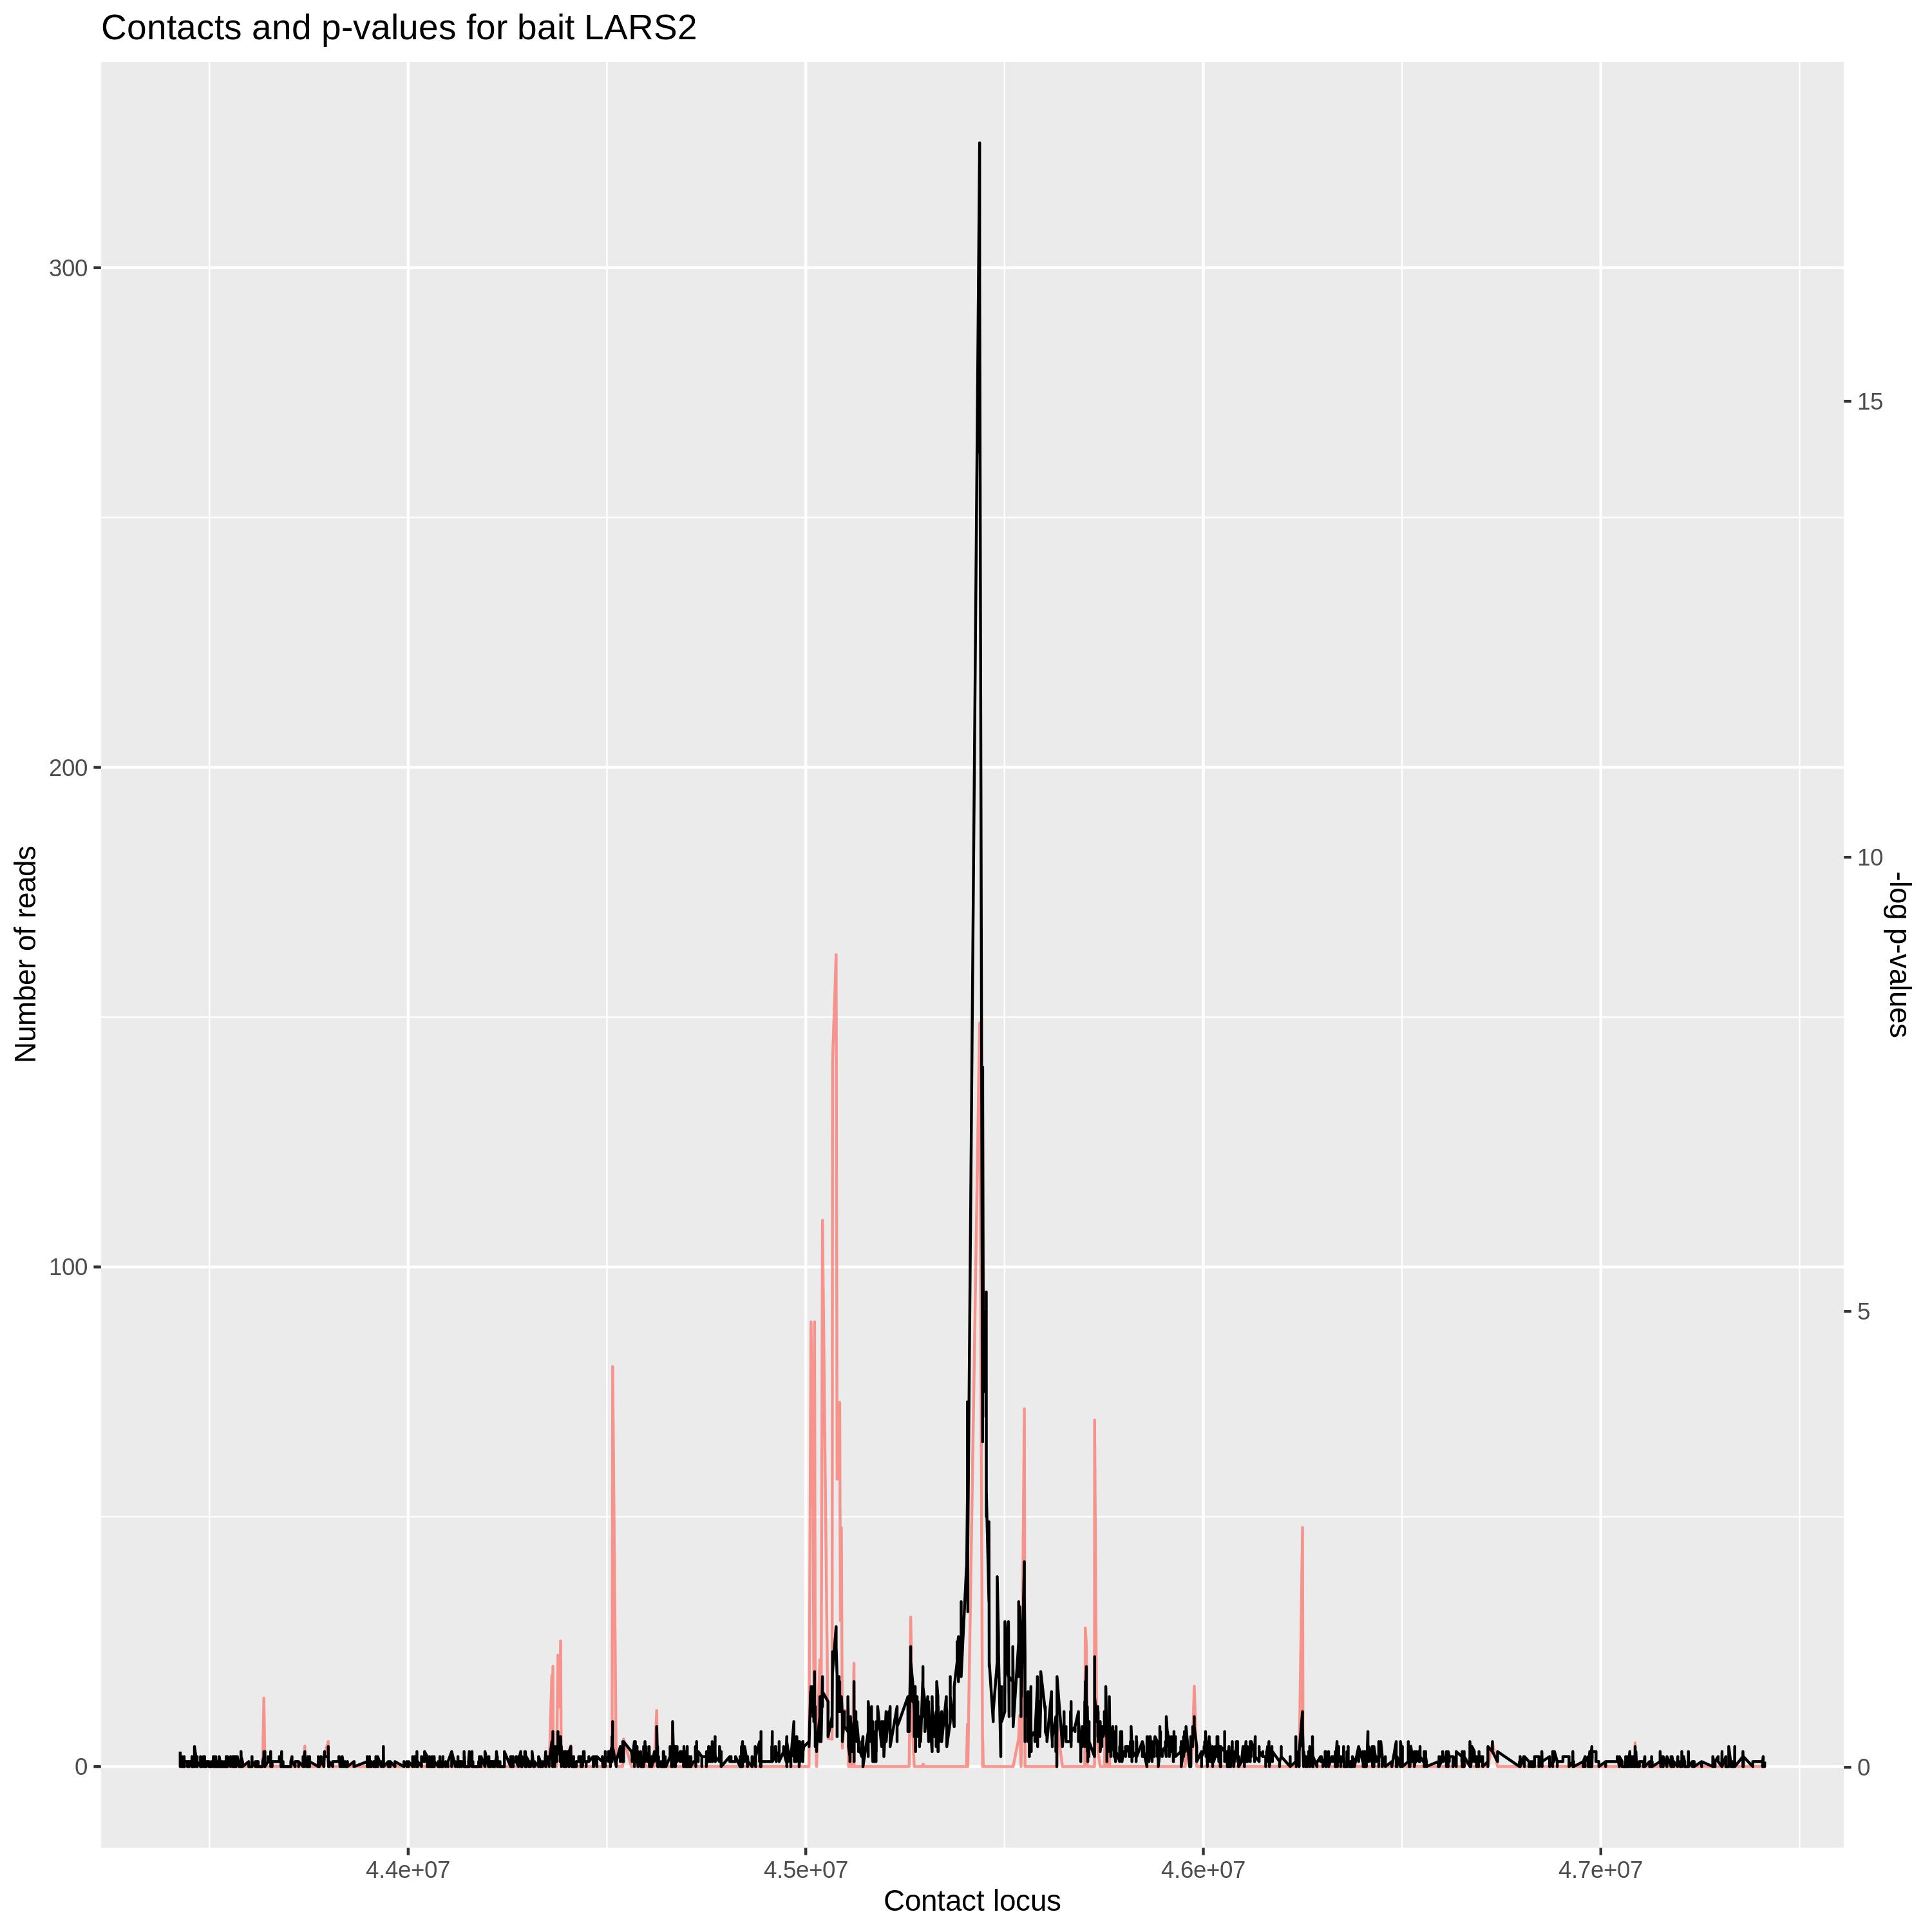 Contacts and p-values for bait LARS2
300
200
100
0
Number of reads
15
10
5
0
-log p-values
4.4e+07
4.5e+07
4.6e+07
4.7e+07
Contact locus